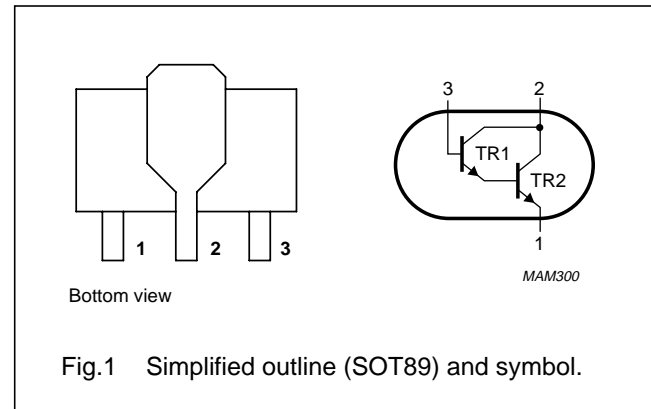 1
2
3
Bottom view
3
2
TR1
TR2
1
MAM300
Fig.1 Simplified outline (SOT89) and symbol.